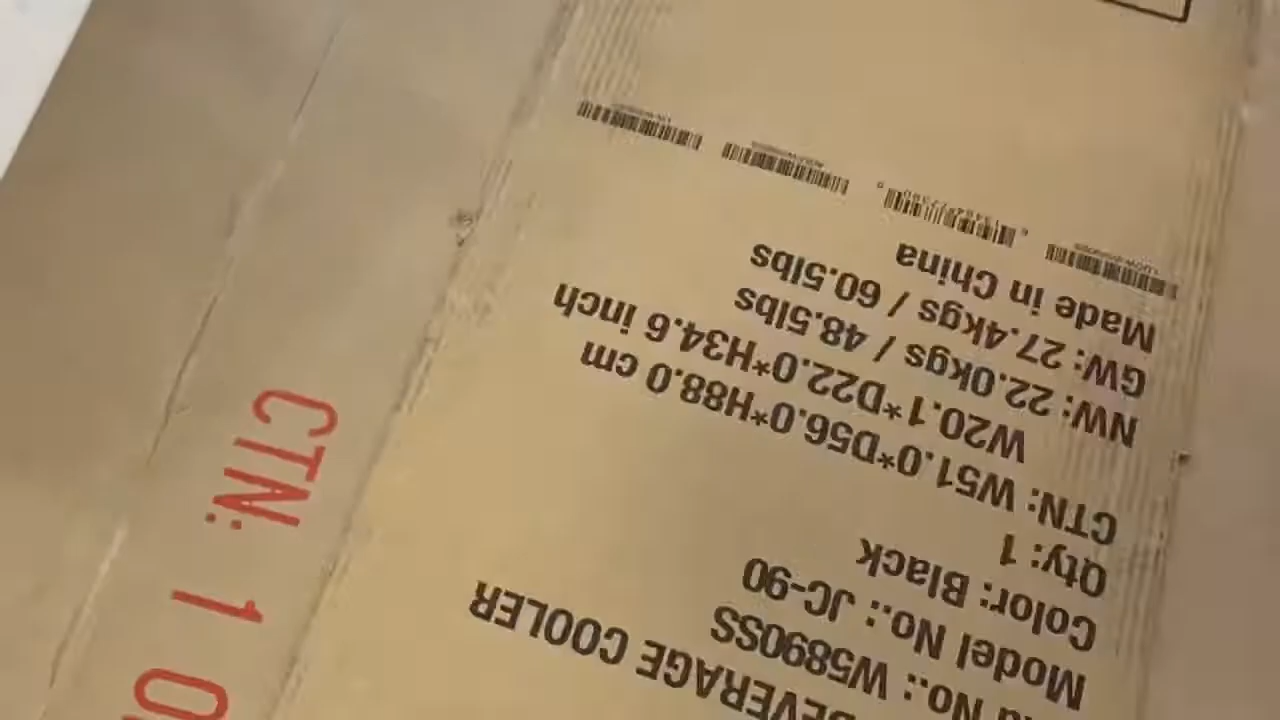 BEVERAGE COOLER
No.: W5890SS
Model No.: JC-90
Color: Black
Qty: 1
CTN: W51.0*D56.0*H88.0 cm
W20.1*D22.0*H34.6 inch
NW: 22.0kgs / 48.5lbs
GW: 27.4kgs / 60.5lbs
Made in China
CTN: 1